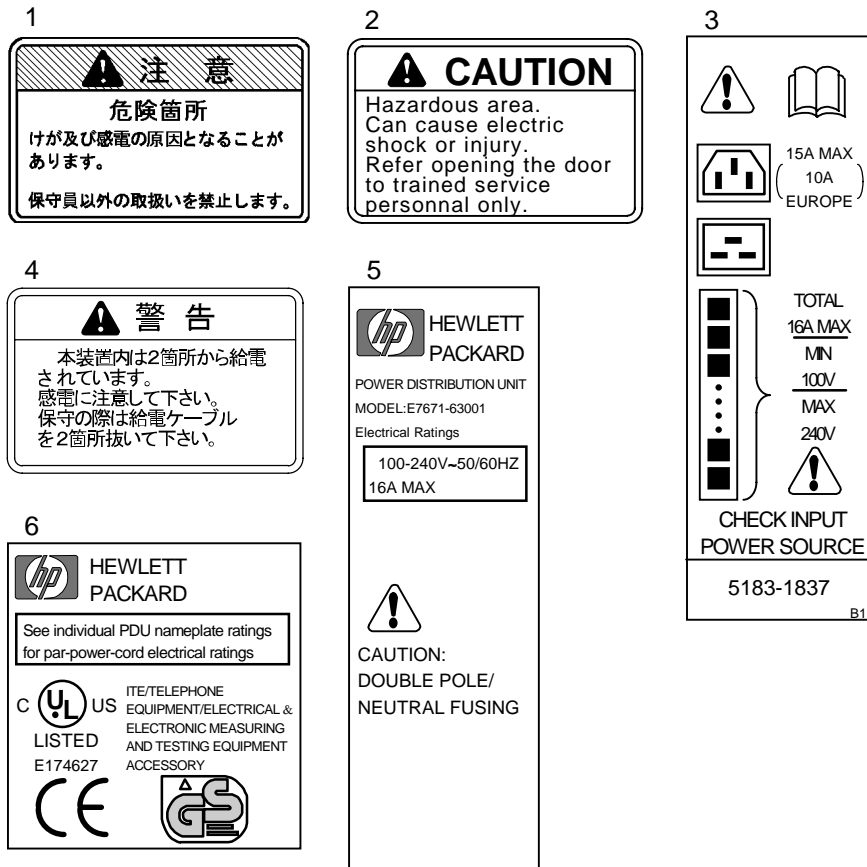 1
注 意
危険箇所
けが及び感電の原因となることが
あります。
保守員以外の取扱いを禁止します。
2
CAUTION
Hazardous area.
Can cause electric
shock or injury.
Refer opening the door
to trained service
personnal only.
3
15A MAX
10A
EUROPE
TOTAL
16A MAX
MIN
100V
MAX
240V
CHECK INPUT
POWER SOURCE
5183-1837
B1
4
警 告
本装置内は2箇所から給電
されています。
感電に注意して下さい。
保守の際は給電ケーブル
を2箇所抜いて下さい。
5
hp HEWLETT
PACKARD
POWER DISTRIBUTION UNIT
MODEL:E7671-63001
Electrical Ratings
100-240V~50/60HZ
16A MAX
CAUTION:
DOUBLE POLE/
NEUTRAL FUSING
6
hp HEWLETT
PACKARD
See individual PDU nameplate ratings
for par-power-cord electrical ratings
C UL US
LISTED
E174627
ITE/TELEPHONE
EQUIPMENT/ELECTRICAL &
ELECTRONIC MEASURING
AND TESTING EQUIPMENT
ACCESSORY
CE
GS